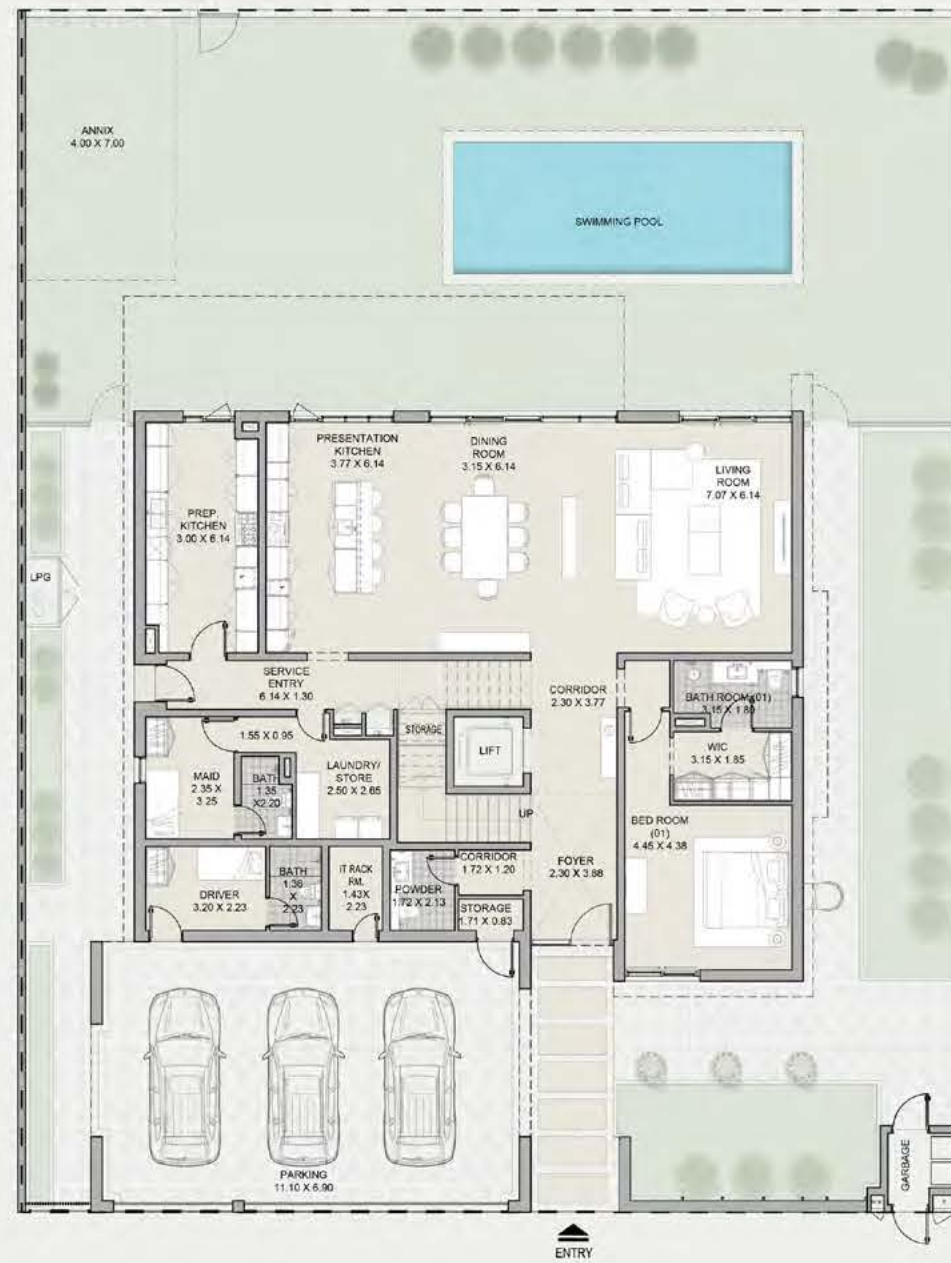 ANNIX
4.00 X 7.00
SWIMMING POOL
PRESENTATION
KITCHEN
3.77 X 6.14
DINING
ROOM
3.15 X 6.14
LIVING
ROOM
7.07 X 6.14
PREP.
KITCHEN
3.00 X 6.14
LPG
SERVICE
ENTRY
6.14 X 1.30
CORRIDOR
2.30 X 3.77
BATH ROOM (01)
3.15 X 1.80
STORAGE
LIFT
1.55 X 0.95
WIC
3.15 X 1.85
MAID
2.35 X
3.25
BATH
1.35
X 2.20
LAUNDRY/
STORE
2.50 X 2.65
UP
BED ROOM
(01)
4.45 X 4.38
DRIVER
3.20 X 2.23
BATH
1.36
X
2.23
IT RACK
RM.
1.43 X
2.23
POWDER
1.72 X 2.13
CORRIDOR
1.72 X 1.20
FOYER
2.30 X 3.88
STORAGE
1.71 X 0.83
PARKING
11.10 X 6.90
GARBAGE
ENTRY